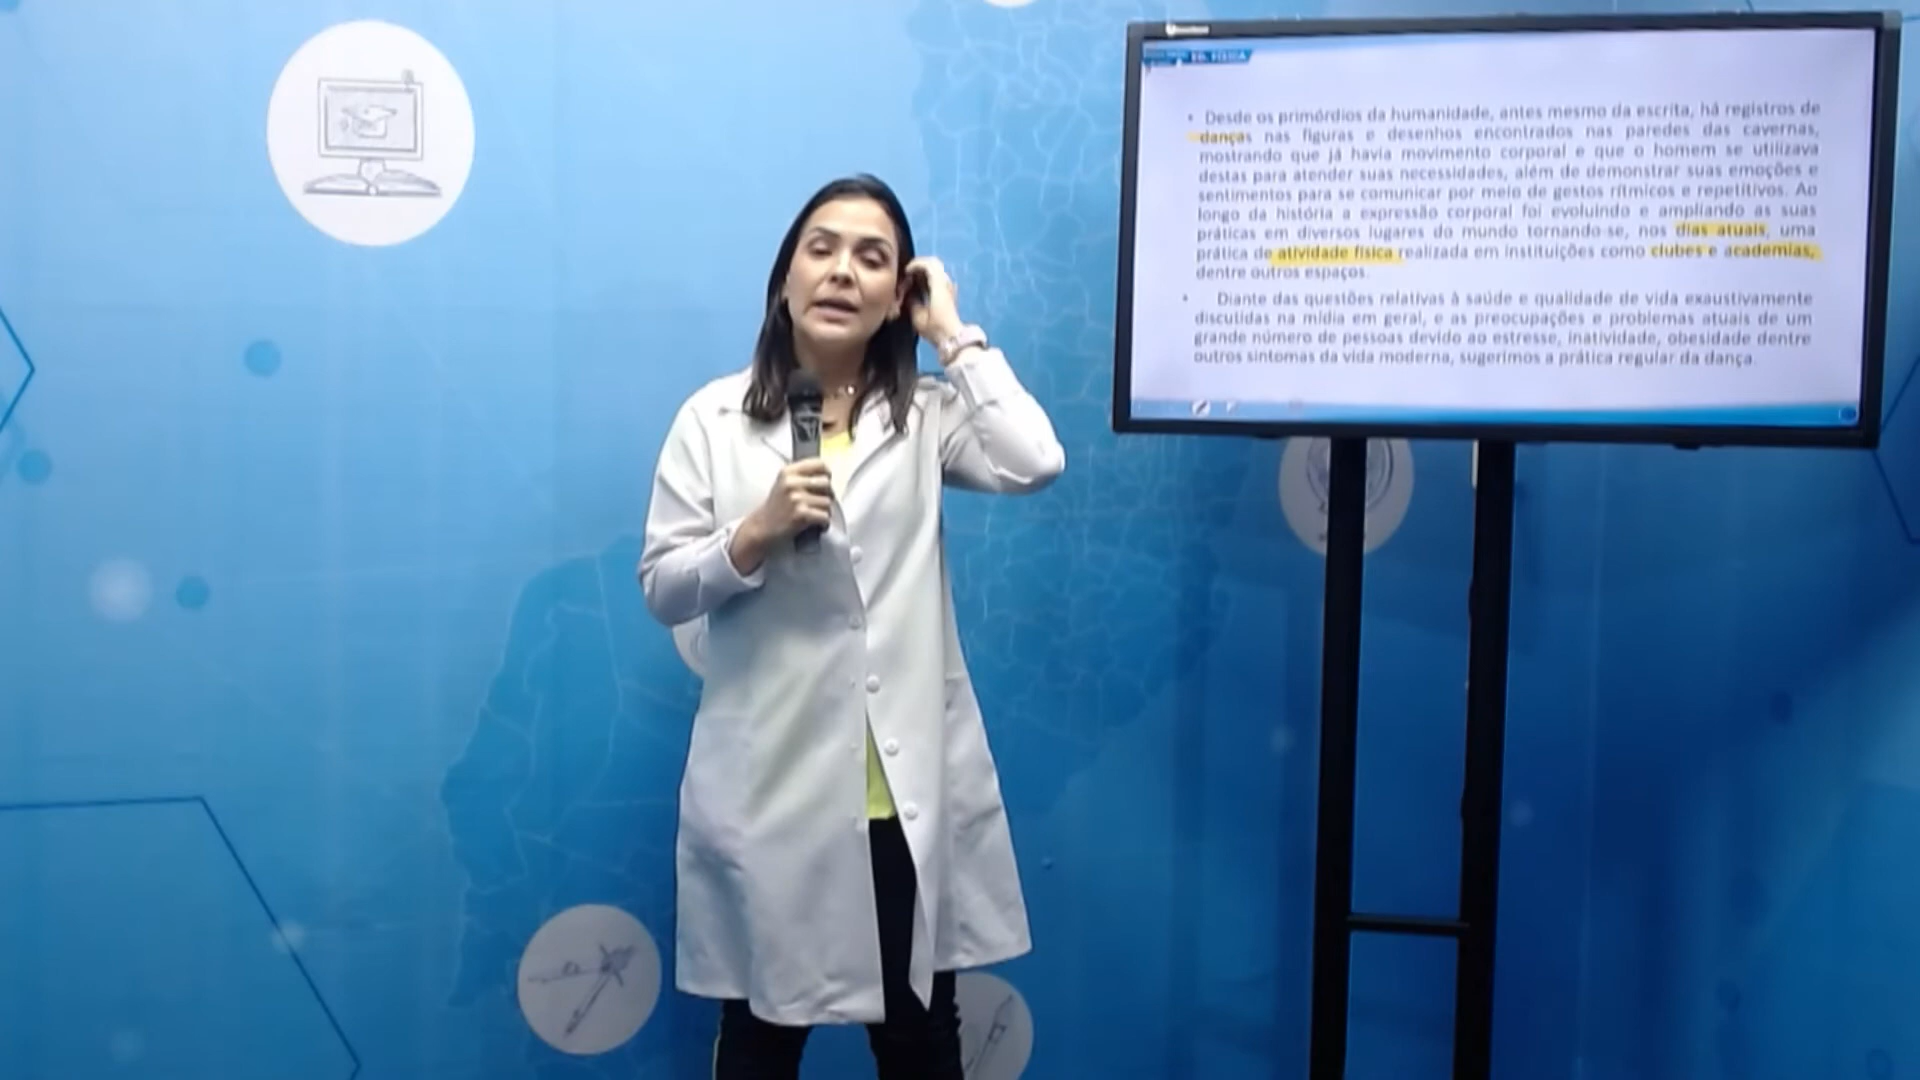 ED. FÍSICA
• Desde os primórdios da humanidade, antes mesmo da escrita, há registros de
danças nas figuras e desenhos encontrados nas paredes das cavernas,
mostrando que já havia movimento corporal e que o homem se utilizava
destas para atender suas necessidades, além de demonstrar suas emoções e
sentimentos para se comunicar por meio de gestos rítmicos e repetitivos. Ao
longo da história a expressão corporal foi evoluindo e ampliando as suas
práticas em diversos lugares do mundo tornando-se, nos dias atuais, uma
prática de atividade física realizada em instituições como clubes e academias,
dentre outros espaços.
• Diante das questões relativas à saúde e qualidade de vida exaustivamente
discutidas na mídia em geral, e as preocupações e problemas atuais de um
grande número de pessoas devido ao estresse, inatividade, obesidade dentre
outros sintomas da vida moderna, sugerimos a prática regular da dança.